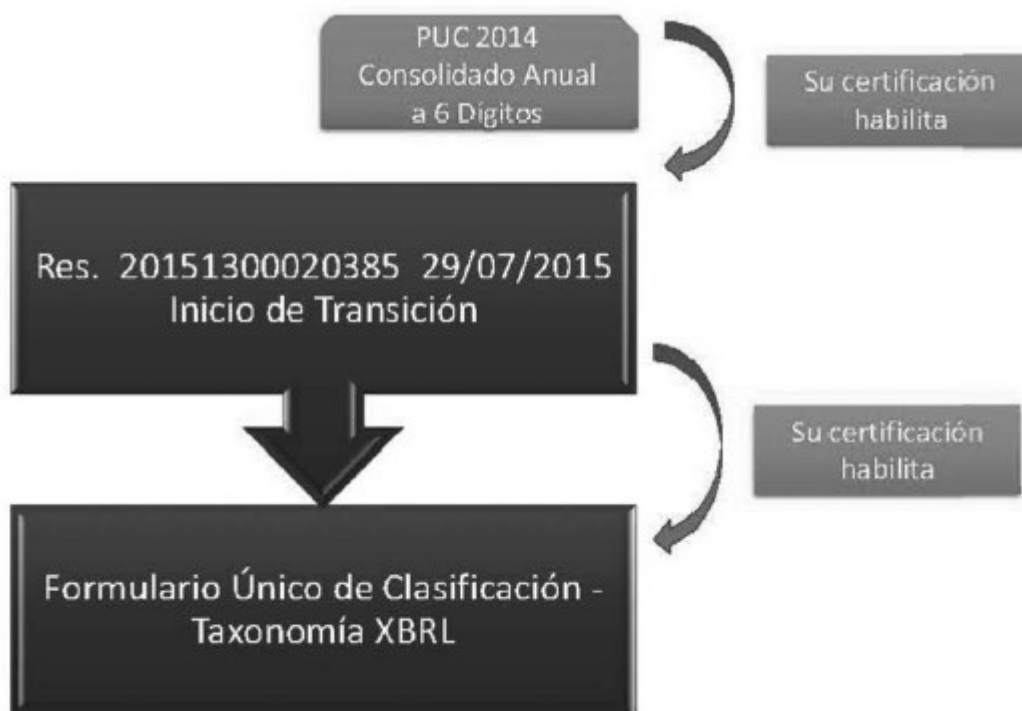 PUC 2014
Consolidado Anual
a 6 Dígitos
Su certificación
habilita
Res. 20151300020385 29/07/2015
Inicio de Transición
Su certificación
habilita
Formulario Único de Clasificación -
Taxonomía XBRL